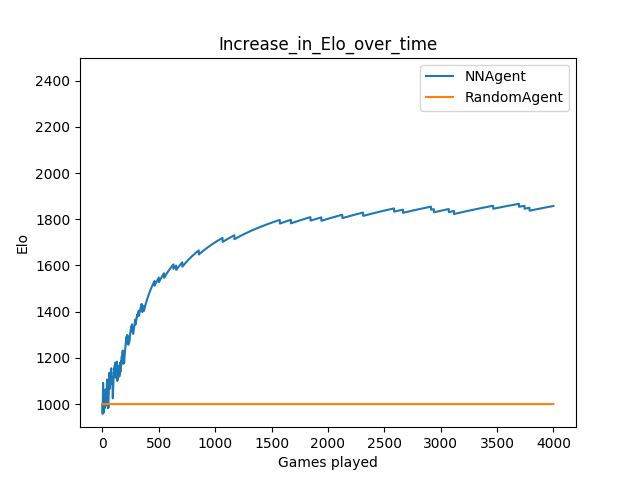 Increase_in_Elo_over_time
NNAgent
RandomAgent
2400
2200
2000
1800
1600
1400
1200
1000
Elo
0 500 1000 1500 2000 2500 3000 3500 4000
Games played